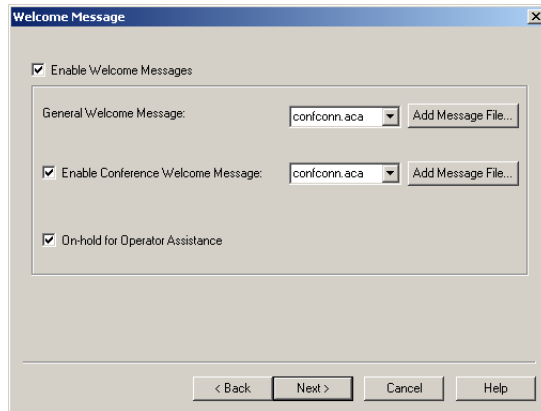 Welcome Message
Enable Welcome Messages
General Welcome Message: confconn.aca Add Message File...
Enable Conference Welcome Message: confconn.aca Add Message File...
On-hold for Operator Assistance
< Back Next > Cancel Help